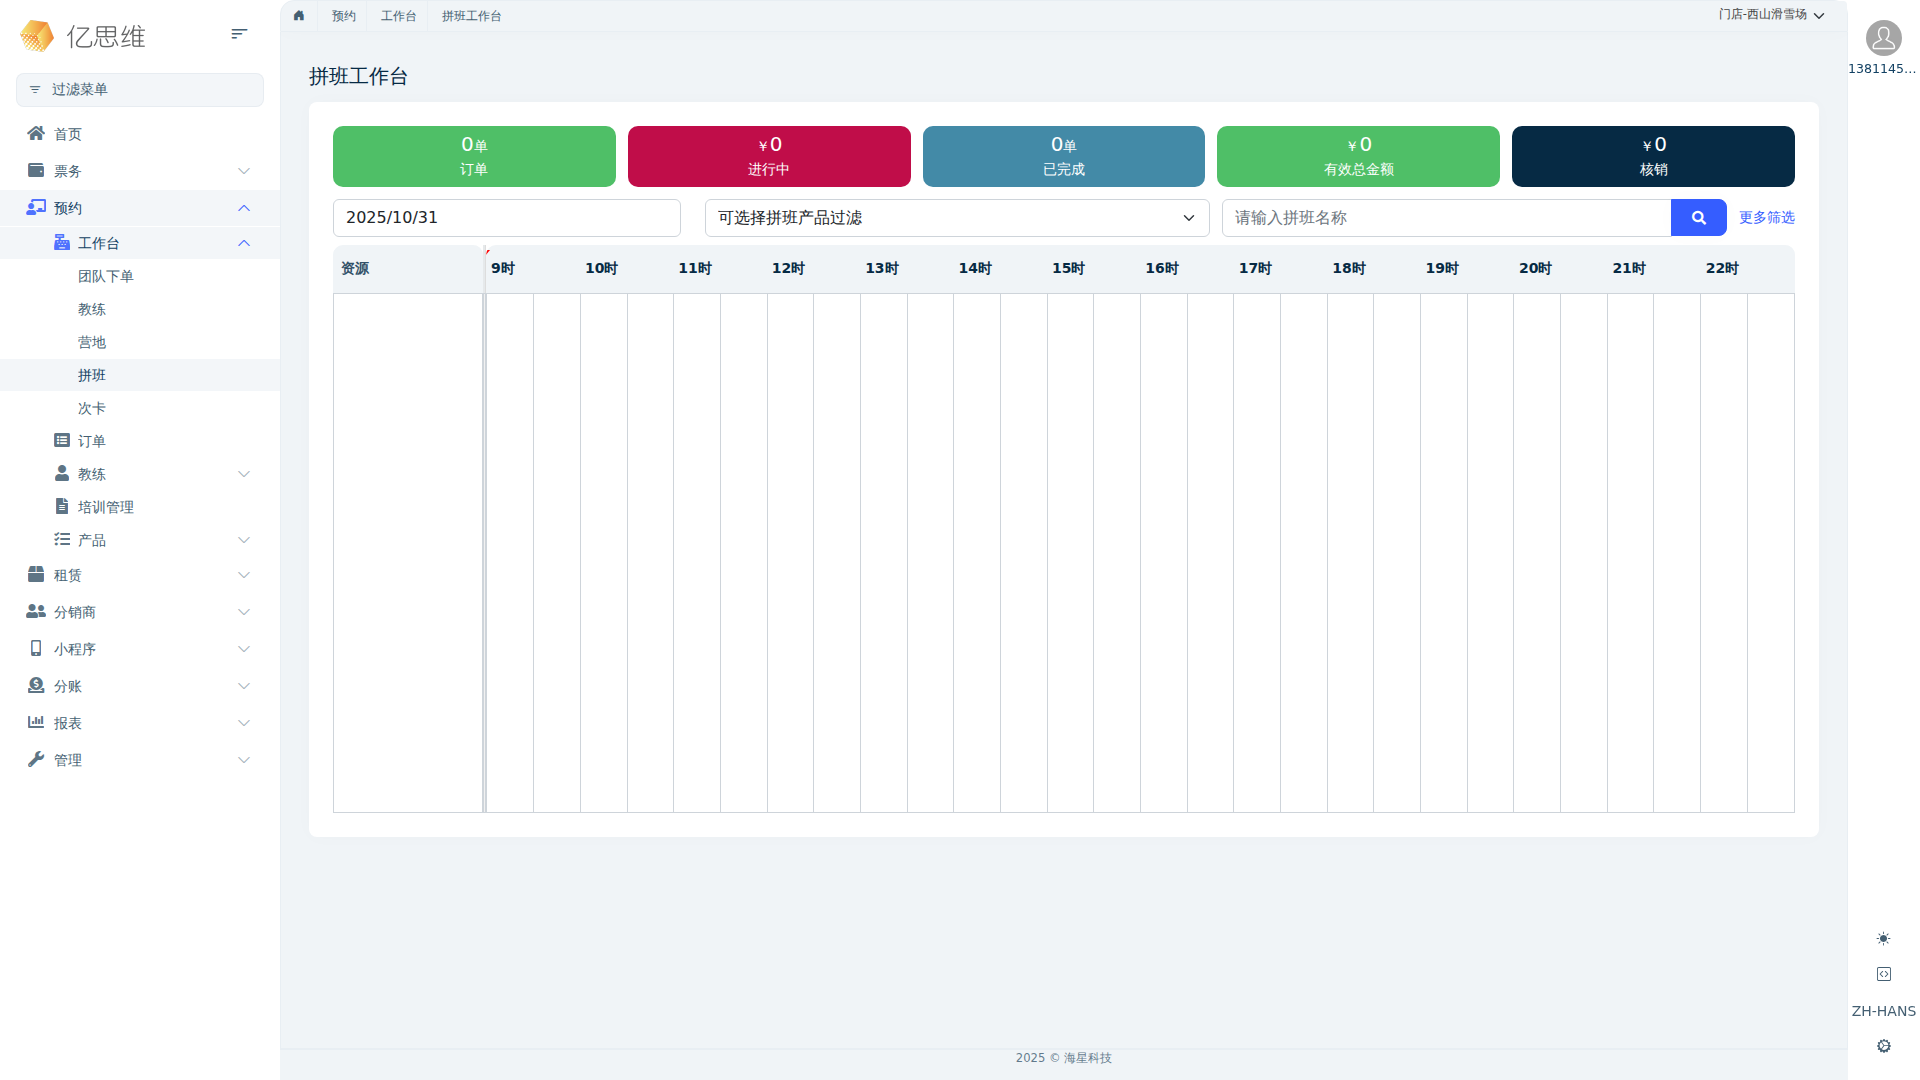 亿思维
过滤菜单
首页
票务
预约
工作台
团队下单
教练
营地
拼班
次卡
订单
教练
培训管理
产品
租赁
分销商
小程序
分账
报表
管理
预约 工作台 拼班工作台
门店-西山滑雪场
拼班工作台
0单
订单
￥0
进行中
0单
已完成
￥0
有效总金额
￥0
核销
2025/10/31
可选择拼班产品过滤
请输入拼班名称
更多筛选
资源 9时 10时 11时 12时 13时 14时 15时 16时 17时 18时 19时 20时 21时 22时
2025 © 海星科技
1381145...
ZH-HANS